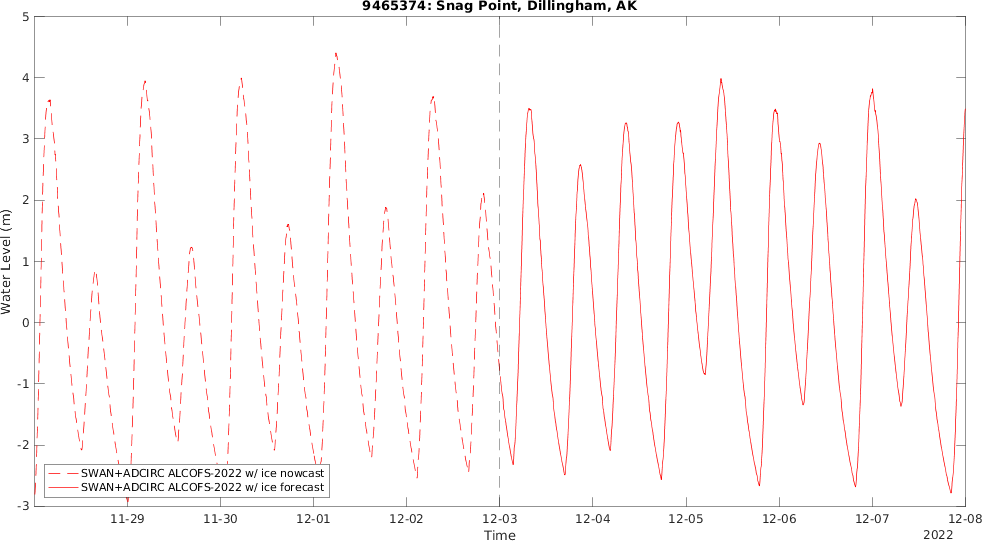 9465374: Snag Point, Dillingham, AK
Water Level (m)
5
4
3
2
1
0
-1
-2
-3
SWAN+ADCIRC ALCOFS-2022 w/ ice nowcast
SWAN+ADCIRC ALCOFS-2022 w/ ice forecast
11-29 11-30 12-01 12-02 12-03 12-04 12-05 12-06 12-07 12-08
Time
2022